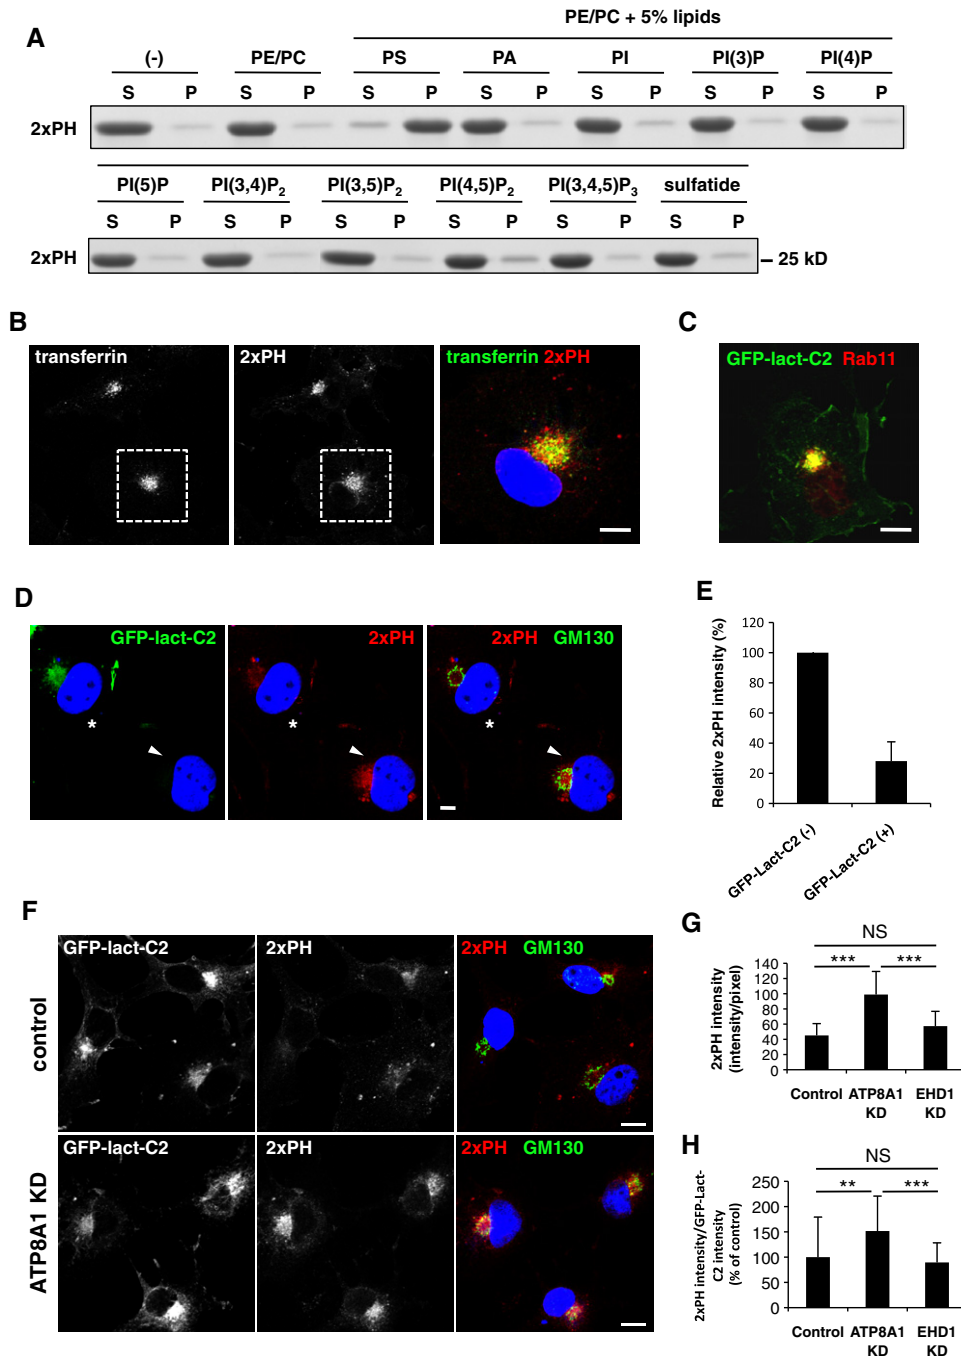 A
PE/PC + 5% lipids
(-) PE/PC PS PA PI PI(3)P PI(4)P
S P S P S P S P S P S P S P
2xPH
PI(5)P PI(3,4)P2 PI(3,5)P2 PI(4,5)P2 PI(3,4,5)P3 sulfatide
S P S P S P S P S P S P
2xPH
25 kD
B
transferrin
2xPH
transferrin 2xPH
C
GFP-lact-C2 Rab11
D
GFP-lact-C2
2xPH
2xPH GM130
*
*
*
E
Relative 2xPH intensity (%)
120
100
80
60
40
20
0
GFP-Lact-C2 (-)
GFP-Lact-C2 (+)
F
control
GFP-lact-C2
2xPH
2xPH GM130
ATP8A1 KD
GFP-lact-C2
2xPH
2xPH GM130
G
NS
*** ***
2xPH intensity
(intensity/pixel)
140
120
100
80
60
40
20
0
Control ATP8A1 EHD1
KD KD
H
NS
** ***
2xPH intensity/GFP-Lact-
C2 intensity
(% of control)
250
200
150
100
50
0
Control ATP8A1 EHD1
KD KD